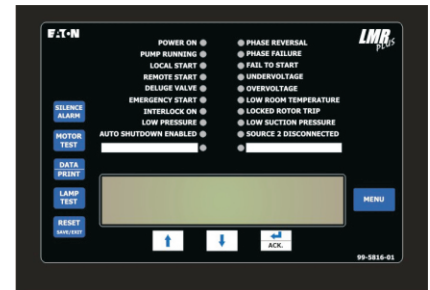 EATON
LMR
PLUS
POWER ON
PUMP RUNNING
LOCAL START
REMOTE START
DELUGE VALVE
EMERGENCY START
INTERLOCK ON
LOW PRESSURE
AUTO SHUTDOWN ENABLED
PHASE REVERSAL
PHASE FAILURE
FAIL TO START
UNDERVOLTAGE
OVERVOLTAGE
LOW ROOM TEMPERATURE
LOCKED ROTOR TRIP
LOW SUCTION PRESSURE
SOURCE 2 DISCONNECTED
SILENCE
ALARM
MOTOR
TEST
DATA
PRINT
LAMP
TEST
RESET
SAVE/EXIT
MENU
ACK.
99-5816-01